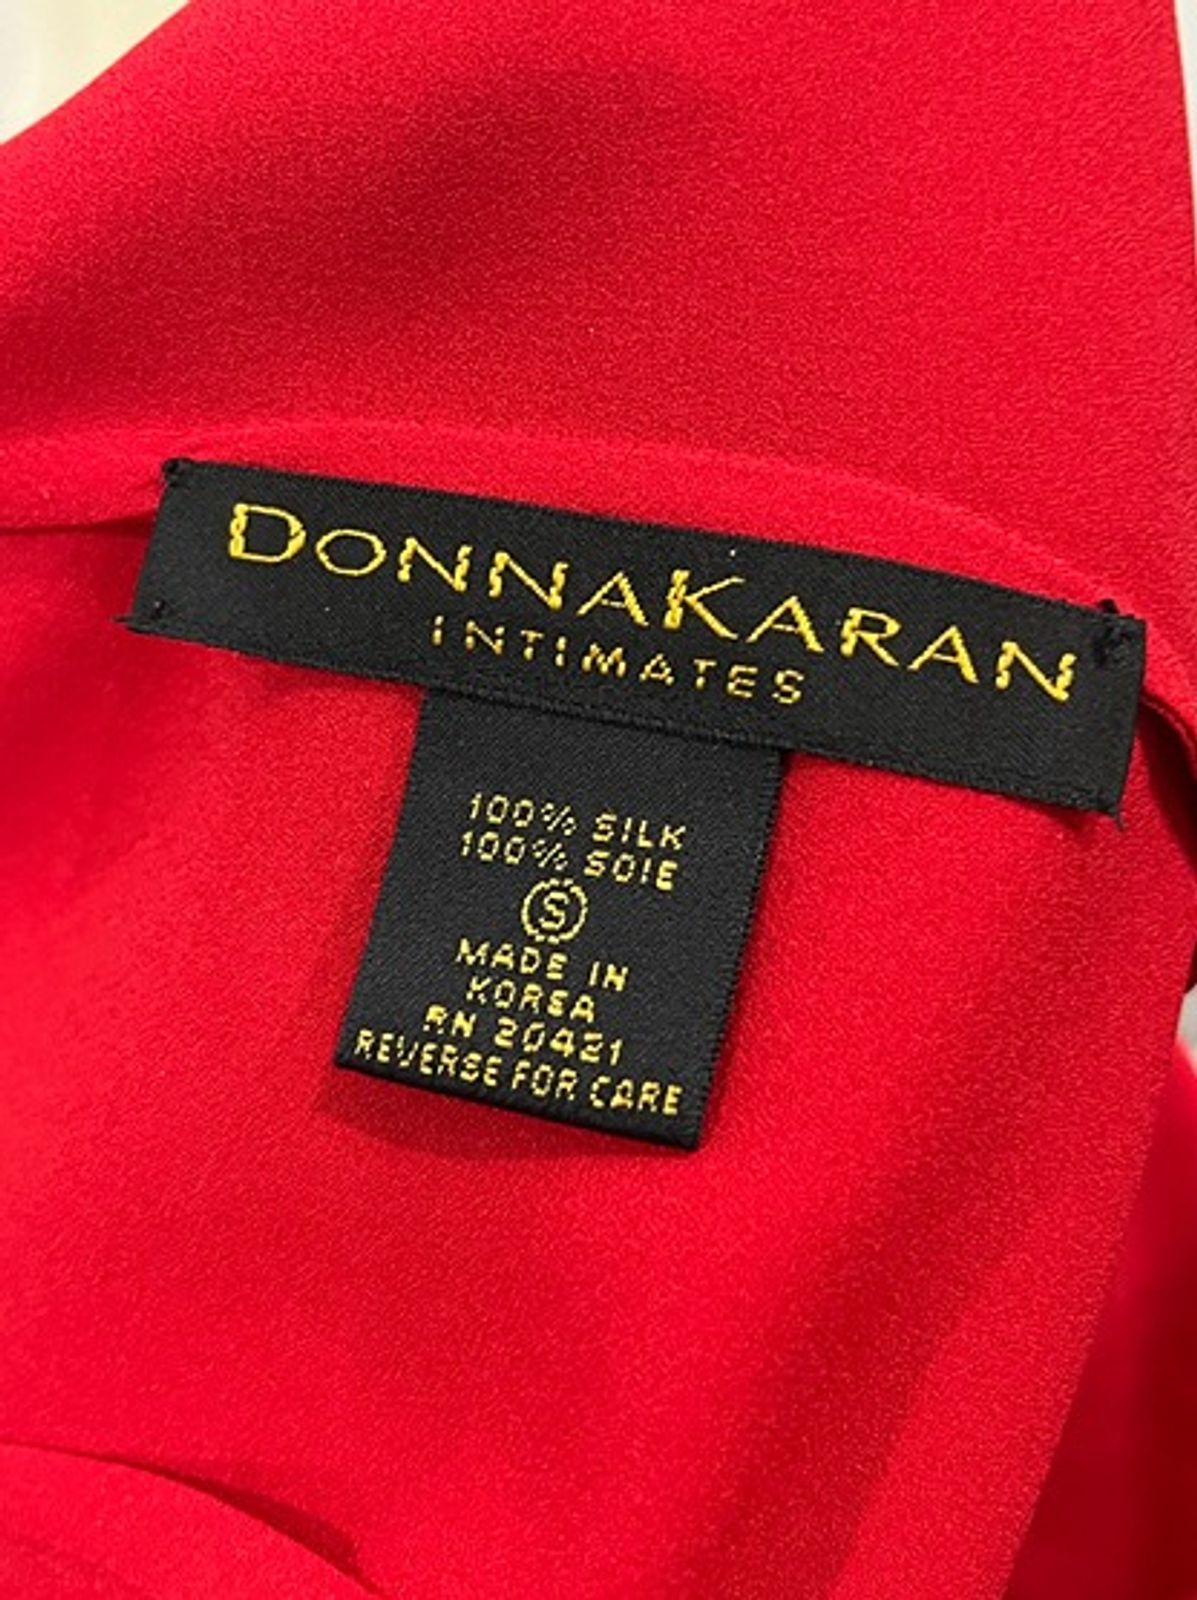 DONNAKARAN
INTIMATES
100% SILK
100% SOIE
S
MADE IN
KOREA
RN 20421
REVERSE FOR CARE